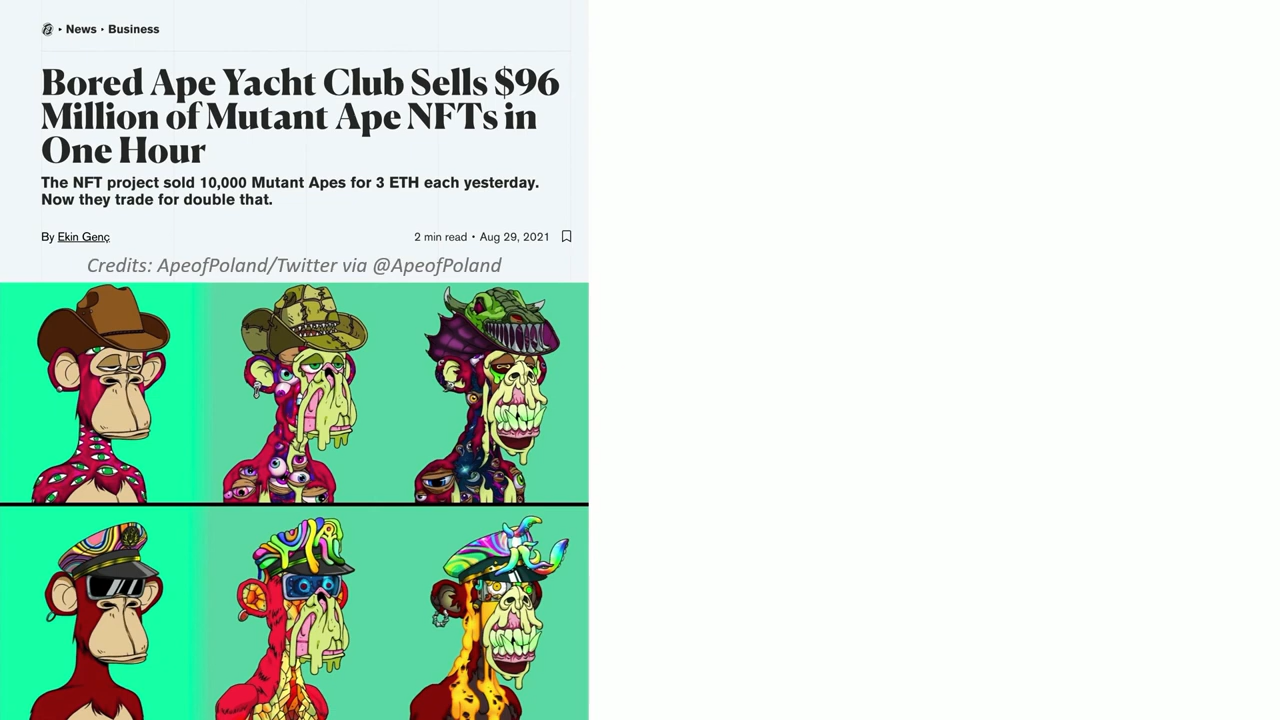 News • Business
Bored Ape Yacht Club Sells $96
Million of Mutant Ape NFTs in
One Hour
The NFT project sold 10,000 Mutant Apes for 3 ETH each yesterday.
Now they trade for double that.
By Ekin Genç
2 min read • Aug 29, 2021
Credits: ApeofPoland/Twitter via @ApeofPoland